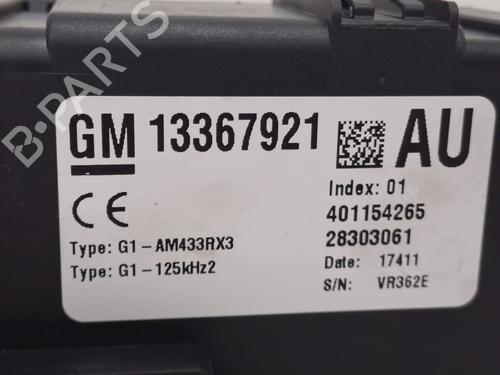 B-PARTS
GM 13367921 AU
CE
Index: 01
401154265
28303061
Type: G1-AM433RX3
Type: G1-125kHz2
Date: 17411
S/N: VR362E